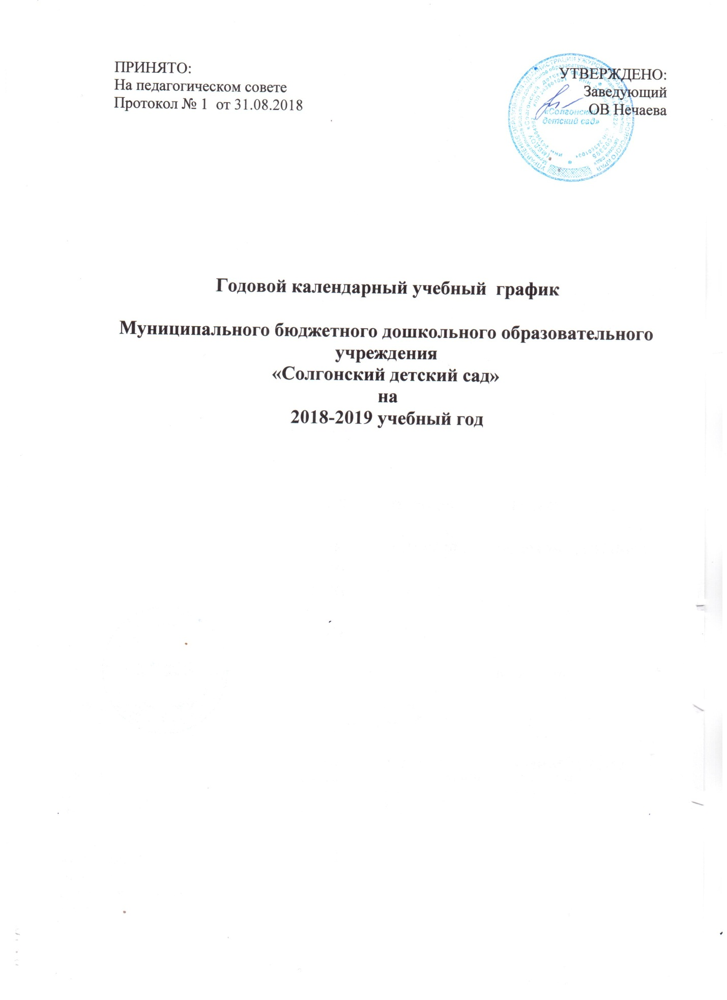 ПРИНЯТО:
На педагогическом совете
Протокол № 1 от 31.08.2018
УТВЕРЖДЕНО:
Заведующий
ОВ Нечаева
«Солгонский
детский сад»
Годовой календарный учебный график
Муниципального бюджетного дошкольного образовательного
учреждения
«Солгонский детский сад»
на
2018-2019 учебный год